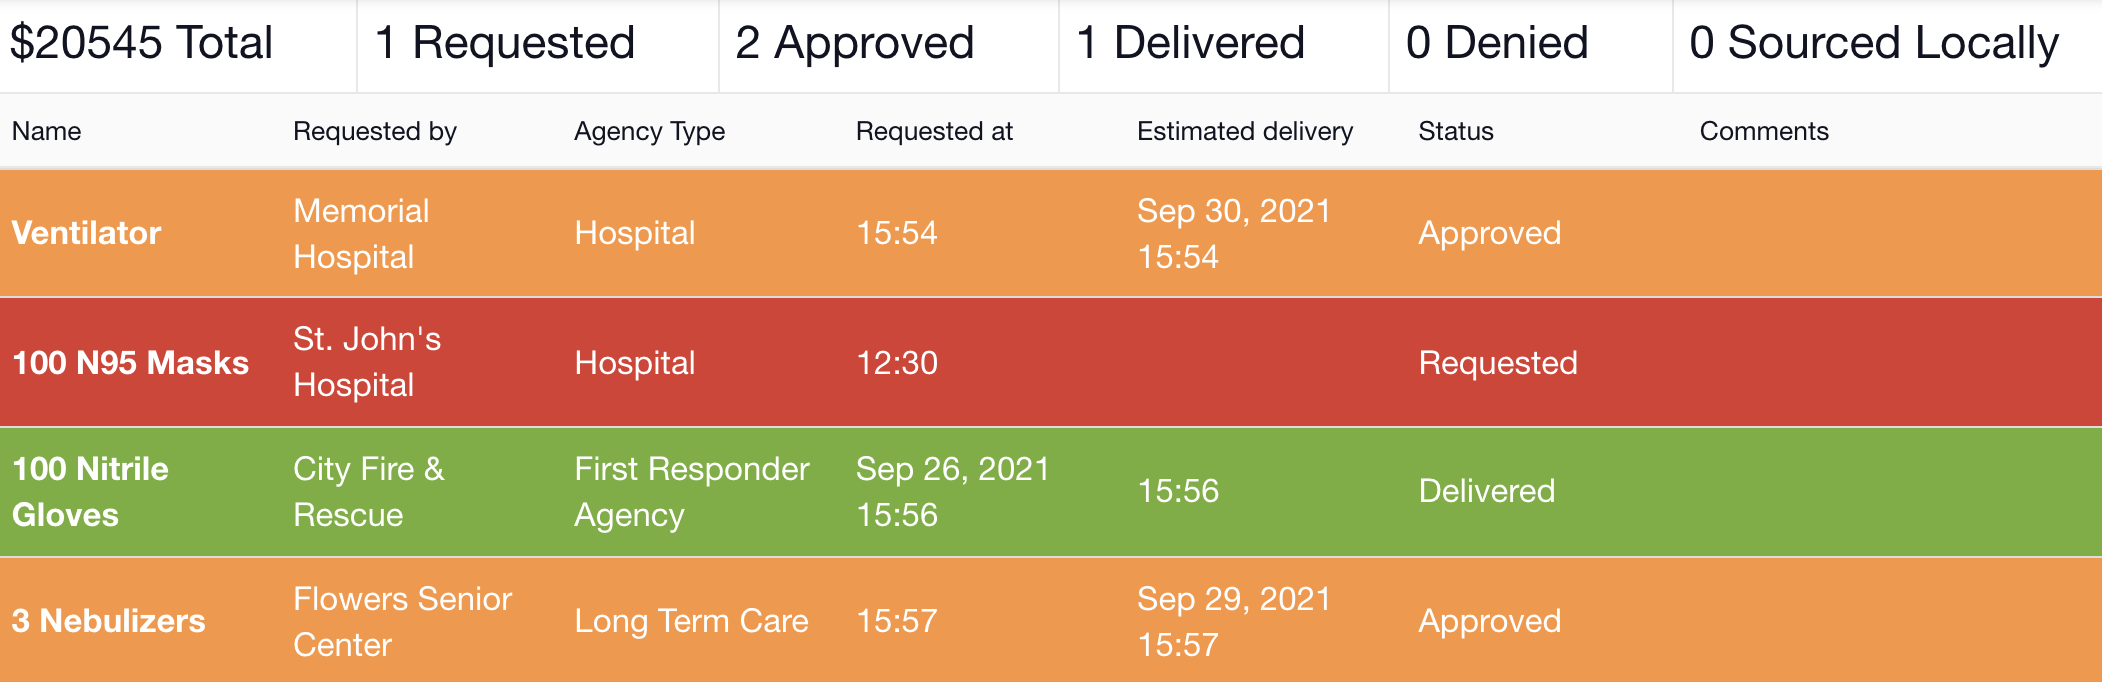 $20545 Total 1 Requested 2 Approved 1 Delivered 0 Denied 0 Sourced Locally
Name Requested by Agency Type Requested at Estimated delivery Status Comments
Ventilator Memorial Hospital Hospital 15:54 Sep 30, 2021 15:54 Approved
100 N95 Masks St. John's Hospital Hospital 12:30 Requested
100 Nitrile Gloves City Fire & Rescue First Responder Agency Sep 26, 2021 15:56 15:56 Delivered
3 Nebulizers Flowers Senior Center Long Term Care 15:57 Sep 29, 2021 15:57 Approved